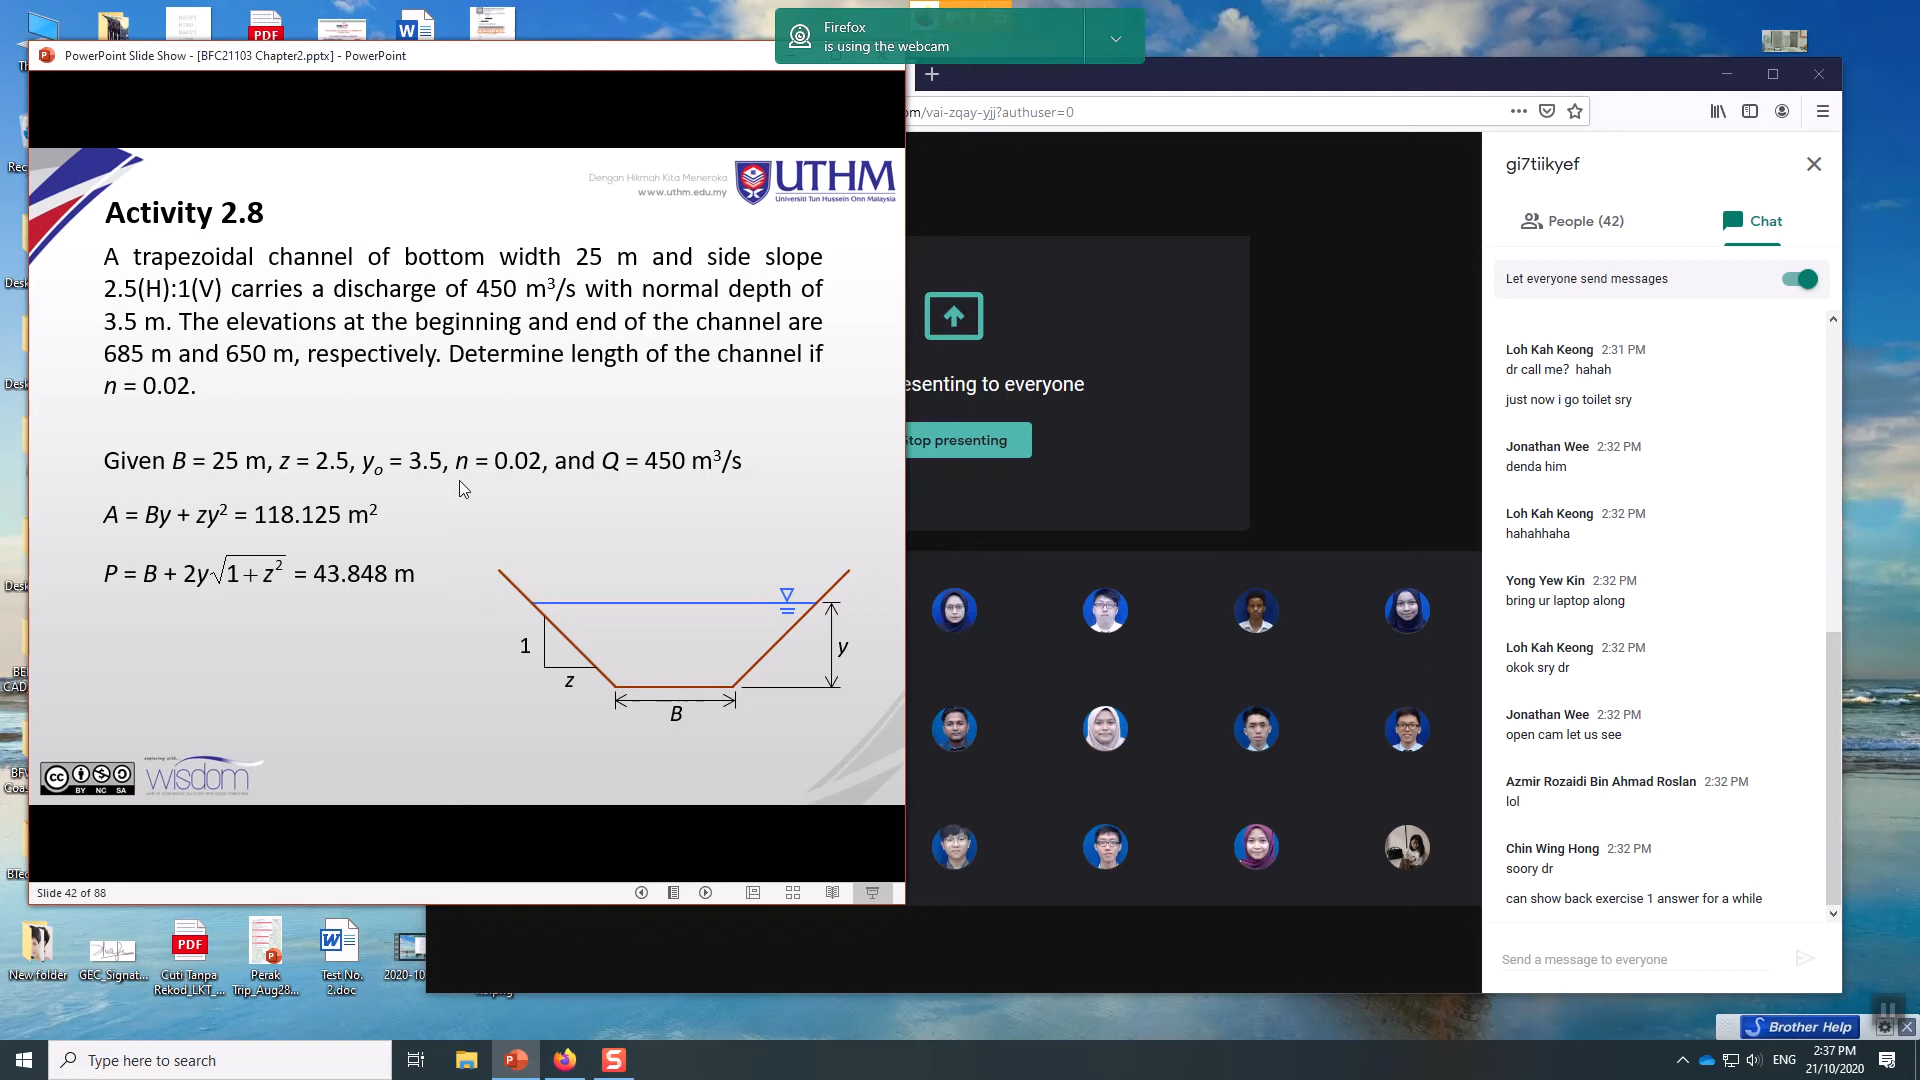 Firefox
is using the webcam
PowerPoint Slide Show - [BFC21103 Chapter2.pptx] - PowerPoint
om/vai-zqay-yjj?authuser=0
Dengan Hikmah Kita Meneroka
www.uthm.edu.my
UTHM
Universiti Tun Hussein Onn Malaysia
Activity 2.8
A trapezoidal channel of bottom width 25 m and side slope
2.5(H):1(V) carries a discharge of 450 m³/s with normal depth of
3.5 m. The elevations at the beginning and end of the channel are
685 m and 650 m, respectively. Determine length of the channel if
n = 0.02.
Given B = 25 m, z = 2.5, yₒ = 3.5, n = 0.02, and Q = 450 m³/s
A = By + zy² = 118.125 m²
P = B + 2y√1 + z² = 43.848 m
1
z
B
y
cc BY NC SA
wisdom
Slide 42 of 88
esenting to everyone
Stop presenting
gi7tiikyef
People (42)
Chat
Let everyone send messages
Loh Kah Keong 2:31 PM
dr call me? hahah
just now i go toilet sry
Jonathan Wee 2:32 PM
denda him
Loh Kah Keong 2:32 PM
hahahhaha
Yong Yew Kin 2:32 PM
bring ur laptop along
Loh Kah Keong 2:32 PM
okok sry dr
Jonathan Wee 2:32 PM
open cam let us see
Azmir Rozaidi Bin Ahmad Roslan 2:32 PM
lol
Chin Wing Hong 2:32 PM
soory dr
can show back exercise 1 answer for a while
Send a message to everyone
New folder
GEC_Signat...
Cuti Tanpa
Rekod_LKT_...
Perak
Trip_Aug28...
Test No.
2.doc
2020-10
PDF
PDF
Brother Help
Type here to search
ENG
2:37 PM
21/10/2020